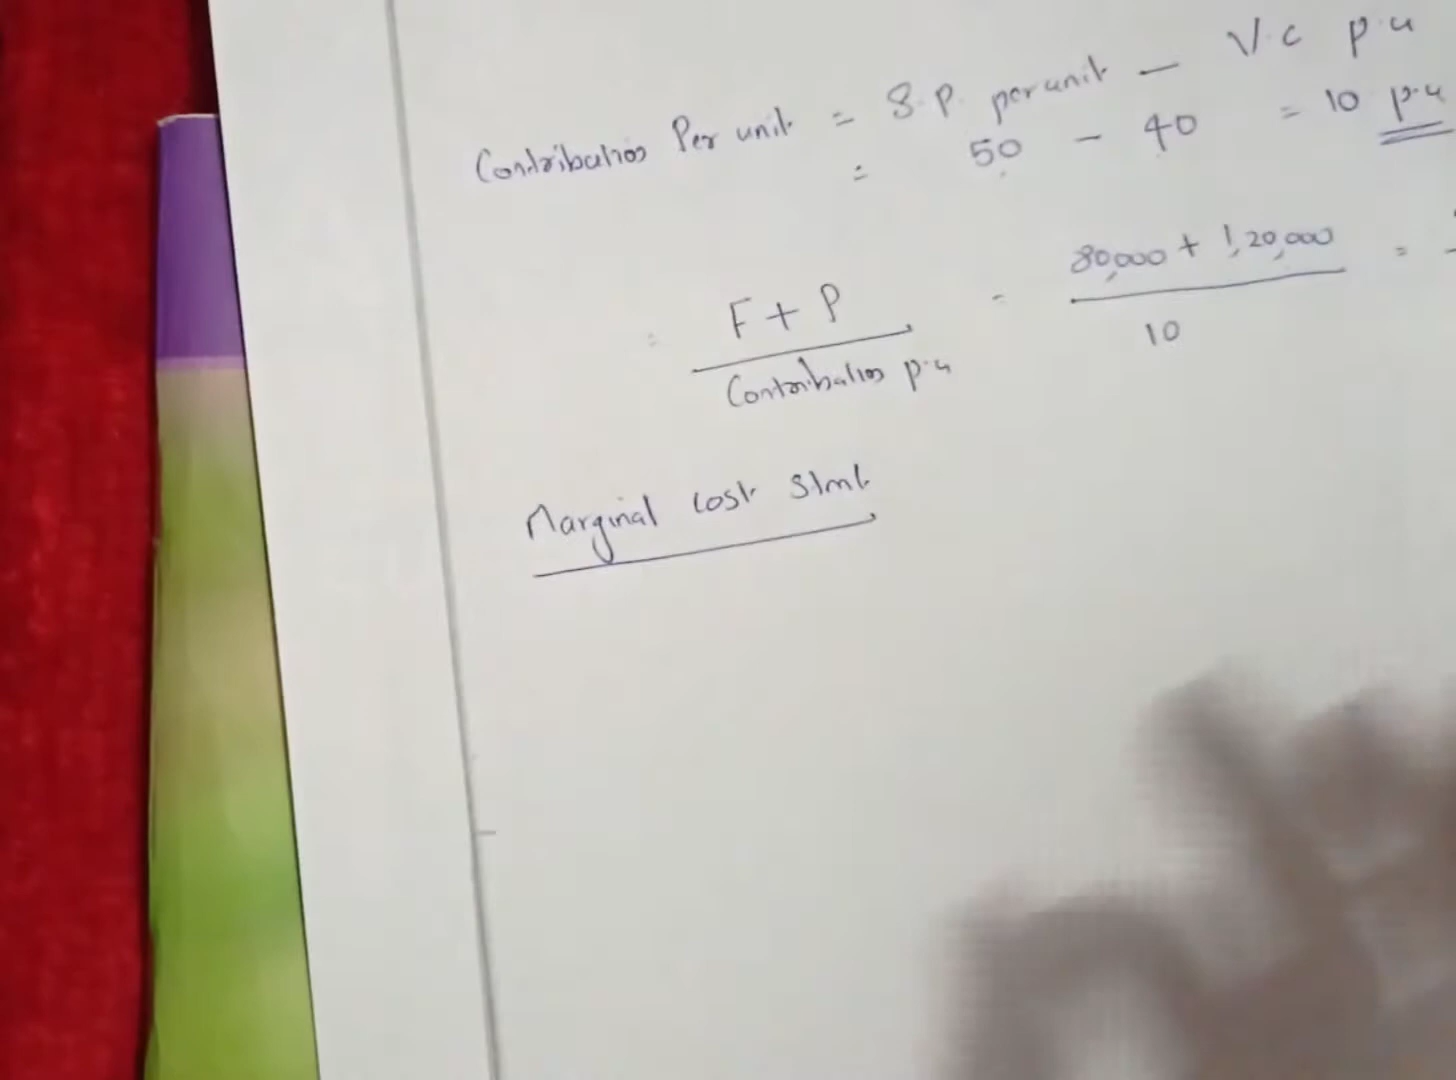 Contribution Per unit = S.P. per unit — V.C p.u
= 50 - 40 = 10 p.u
= F + P / Contribution p.u = 80,000 + 1,20,000 / 10 =
Marginal Cost Stmt